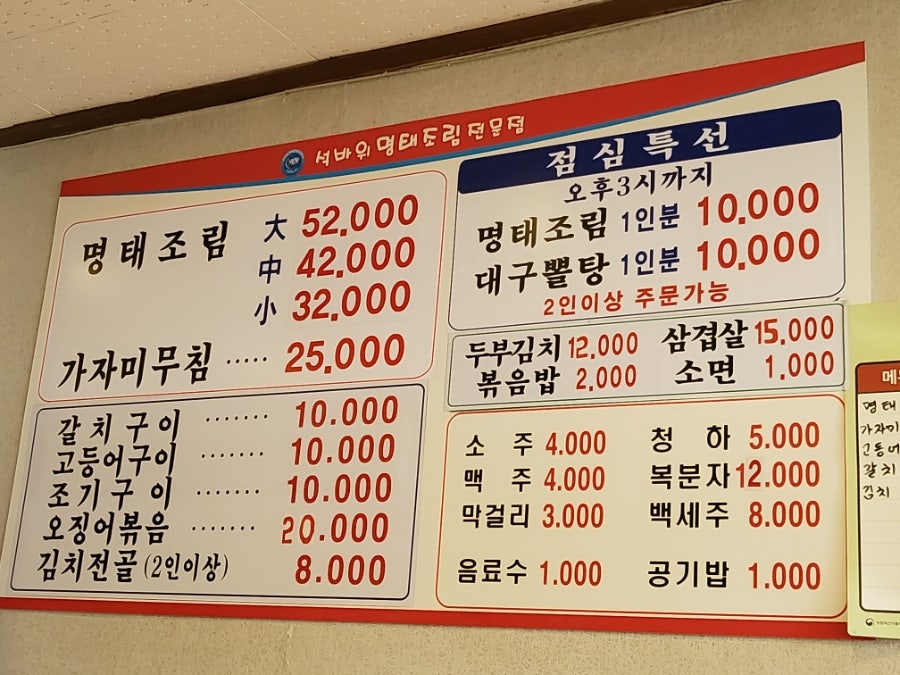 석바위 명태조림전문점
명태조림 大 52,000
中 42,000
小 32,000
가자미무침 ····· 25,000
갈치구이 ······· 10.000
고등어구이 ······· 10.000
조기구이 ······· 10.000
오징어볶음 ······· 20.000
김치전골 (2인이상) 8.000
점심특선
오후3시까지
명태조림 1인분 10.000
대구뽈탕 1인분 10.000
2인이상 주문가능
두부김치 12,000 삼겹살 15,000
볶음밥 2,000 소면 1,000
소주 4.000 청하 5.000
맥주 4.000 복분자 12.000
막걸리 3.000 백세주 8.000
음료수 1.000 공기밥 1.000
명태
가자미
고등어
갈치
김치